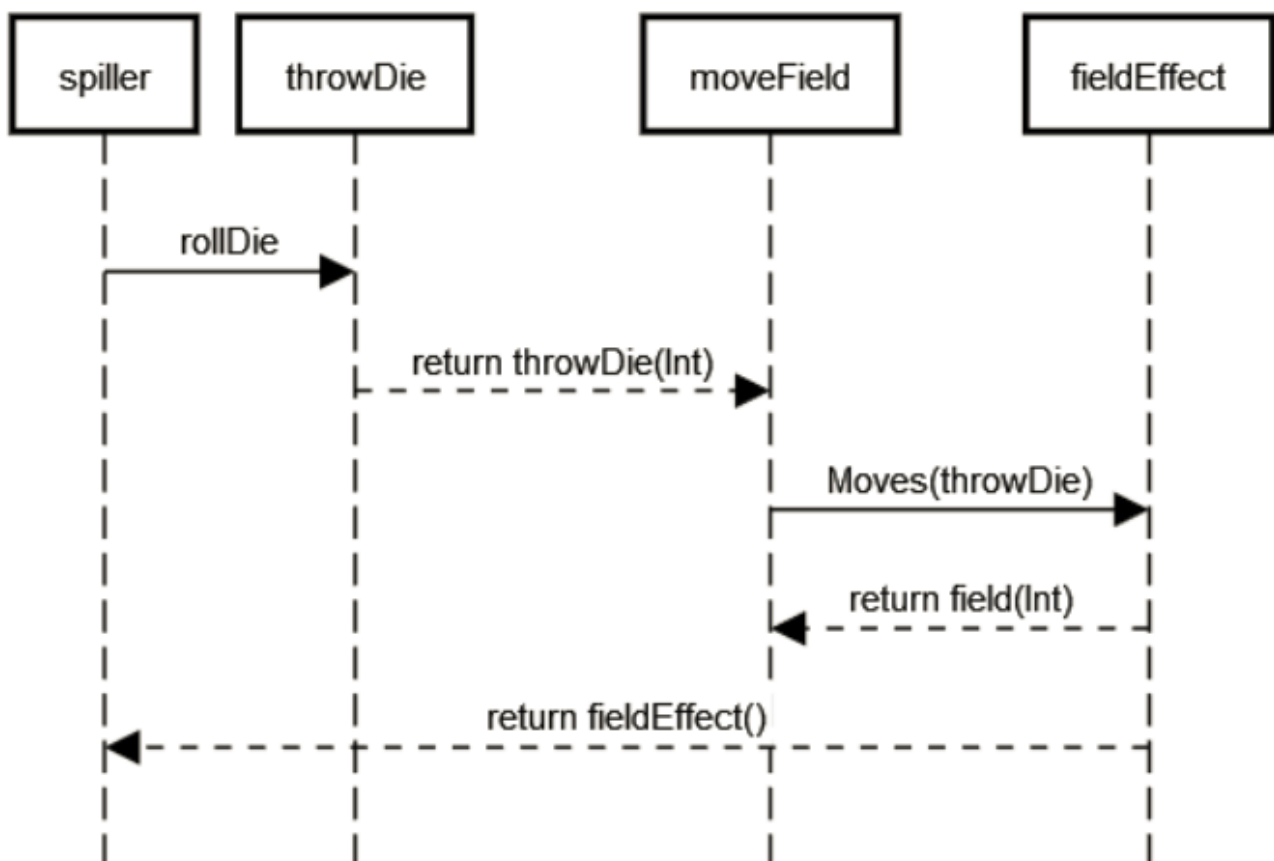 spiller
throwDie
moveField
fieldEffect
rollDie
return throwDie(Int)
Moves(throwDie)
return field(Int)
return fieldEffect()